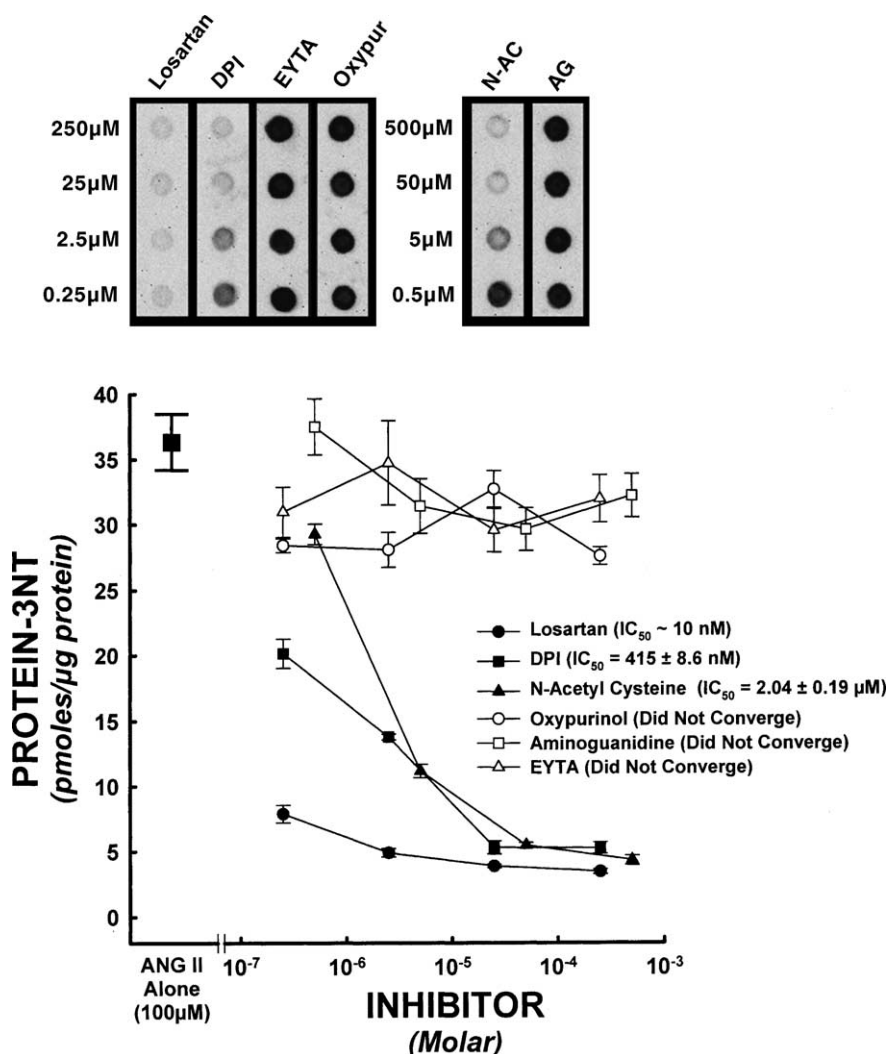 Losartan DPI EYTA Oxypur N-AC AG
250µM 500µM
25µM 50µM
2.5µM 5µM
0.25µM 0.5µM
PROTEIN-3NT
(pmoles/µg protein)
40
35
30
25
20
15
10
5
0
Losartan (IC50 ~ 10 nM)
DPI (IC50 = 415 ± 8.6 nM)
N-Acetyl Cysteine (IC50 = 2.04 ± 0.19 µM)
Oxypurinol (Did Not Converge)
Aminoguanidine (Did Not Converge)
EYTA (Did Not Converge)
ANG II
Alone
(100µM)
10-7 10-6 10-5 10-4 10-3
INHIBITOR
(Molar)